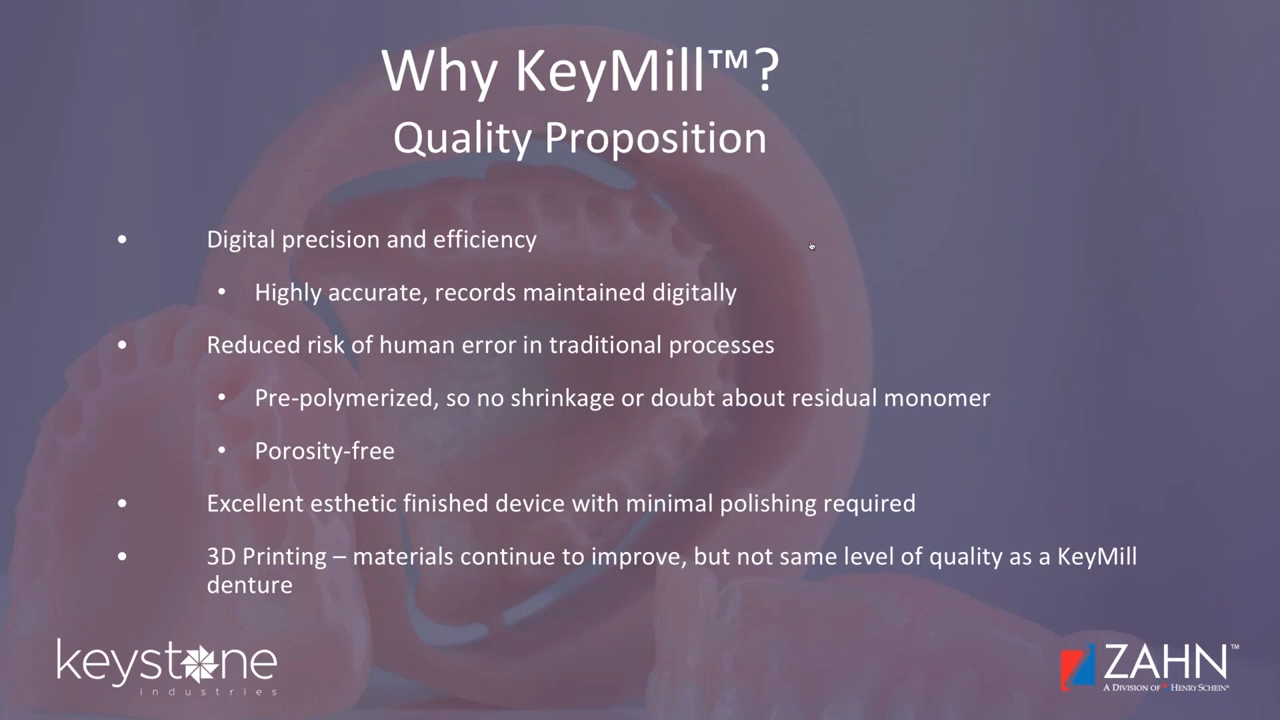 Why KeyMill™?
Quality Proposition
• Digital precision and efficiency
• Highly accurate, records maintained digitally
• Reduced risk of human error in traditional processes
• Pre-polymerized, so no shrinkage or doubt about residual monomer
• Porosity-free
• Excellent esthetic finished device with minimal polishing required
• 3D Printing – materials continue to improve, but not same level of quality as a KeyMill
denture
keystone
industries
ZAHN™
A DIVISION OF HENRY SCHEIN®